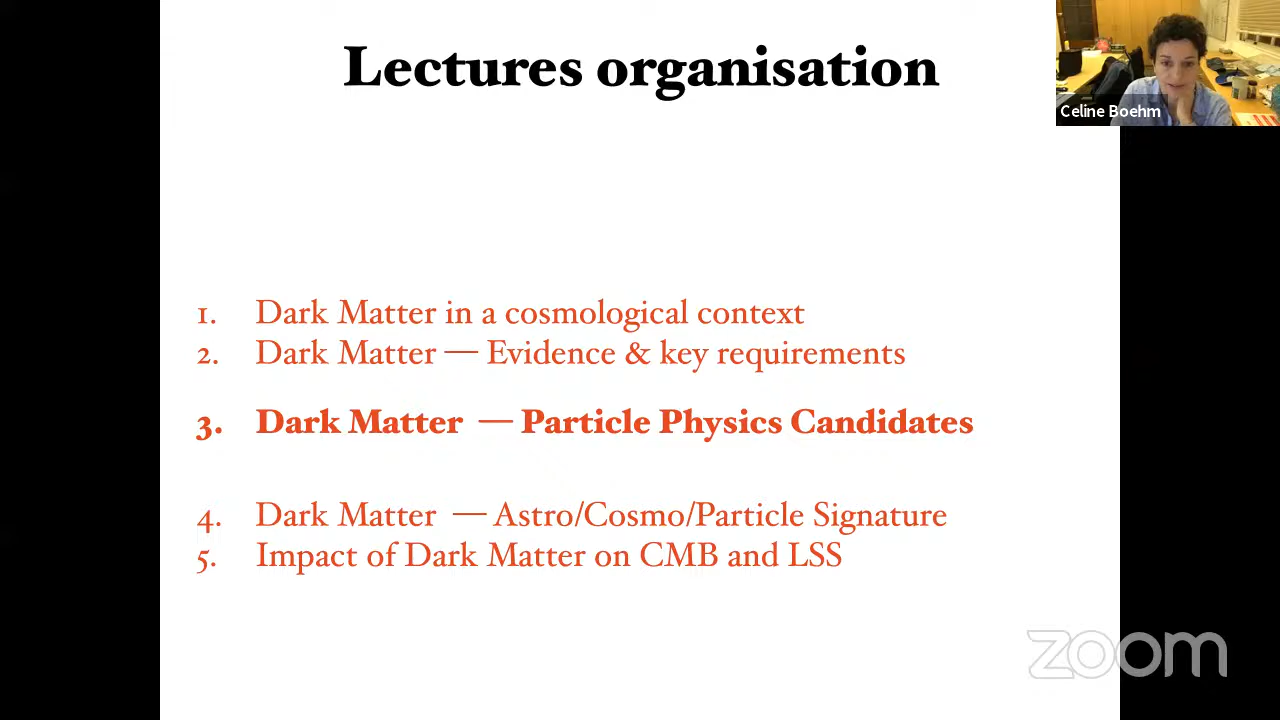 Lectures organisation
Celine Boehm
1. Dark Matter in a cosmological context
2. Dark Matter — Evidence & key requirements
3. Dark Matter — Particle Physics Candidates
4. Dark Matter — Astro/Cosmo/Particle Signature
5. Impact of Dark Matter on CMB and LSS
zoom